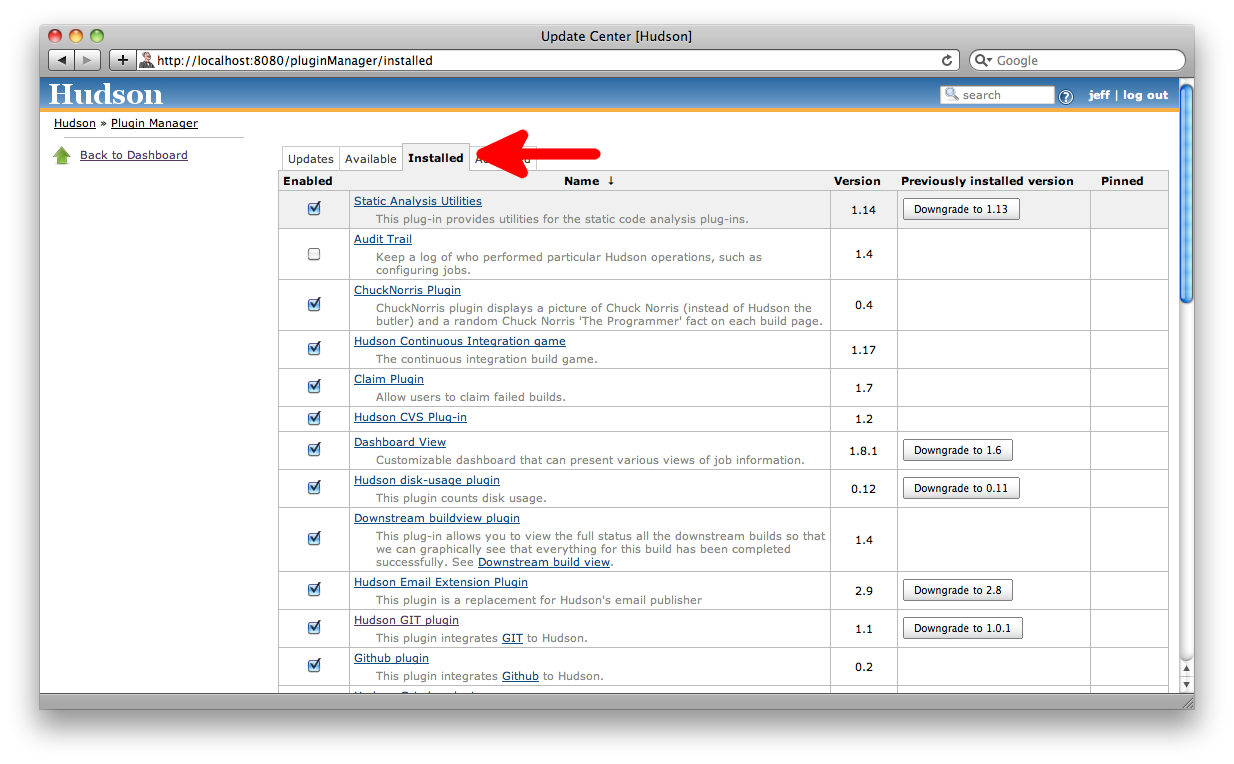 Update Center [Hudson]
http://localhost:8080/pluginManager/installed
Google
Hudson
search
jeff | log out
Hudson » Plugin Manager
Back to Dashboard
Updates Available Installed
Enabled Name ↓ Version Previously installed version Pinned
Static Analysis Utilities
This plug-in provides utilities for the static code analysis plug-ins.
1.14 Downgrade to 1.13
Audit Trail
Keep a log of who performed particular Hudson operations, such as
configuring jobs.
1.4
ChuckNorris Plugin
ChuckNorris plugin displays a picture of Chuck Norris (instead of Hudson the
butler) and a random Chuck Norris 'The Programmer' fact on each build page.
0.4
Hudson Continuous Integration game
The continuous integration build game.
1.17
Claim Plugin
Allow users to claim failed builds.
1.7
Hudson CVS Plug-in
1.2
Dashboard View
Customizable dashboard that can present various views of job information.
1.8.1 Downgrade to 1.6
Hudson disk-usage plugin
This plugin counts disk usage.
0.12 Downgrade to 0.11
Downstream buildview plugin
This plug-in allows you to view the full status all the downstream builds so that
we can graphically see that everything for this build has been completed
successfully. See Downstream build view.
1.4
Hudson Email Extension Plugin
This plugin is a replacement for Hudson's email publisher
2.9 Downgrade to 2.8
Hudson GIT plugin
This plugin integrates GIT to Hudson.
1.1 Downgrade to 1.0.1
Github plugin
This plugin integrates Github to Hudson.
0.2